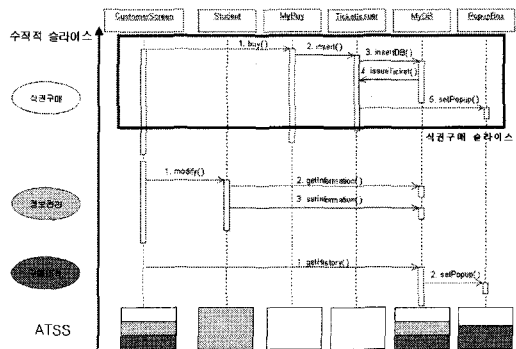 CustomerScreen
Student
MyBuy
TicketIssuer
MyDB
PopupBox
수직적 슬라이스
1. buy()
2. insert()
3. insertDB()
4. issueTicket()
5. setPopup()
식권구매
식권구매 슬라이스
1. modify()
2. getInformation()
3. setInformation()
1. getHistory()
2. setPopup()
ATSS